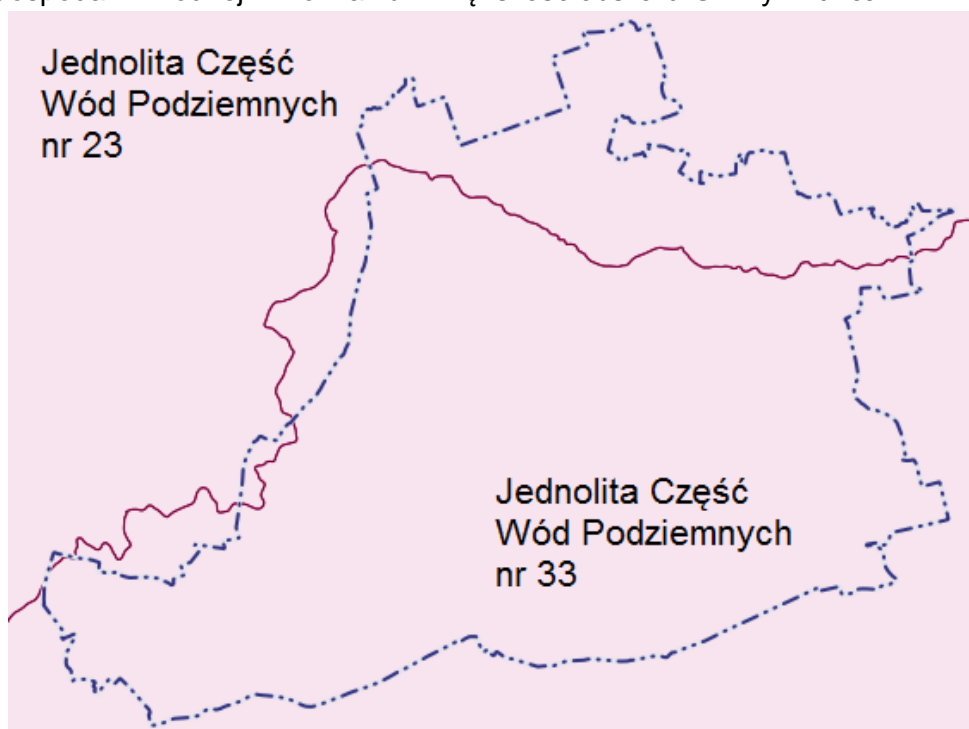 Jednolita Część
Wód Podziemnych
nr 23
Jednolita Część
Wód Podziemnych
nr 33